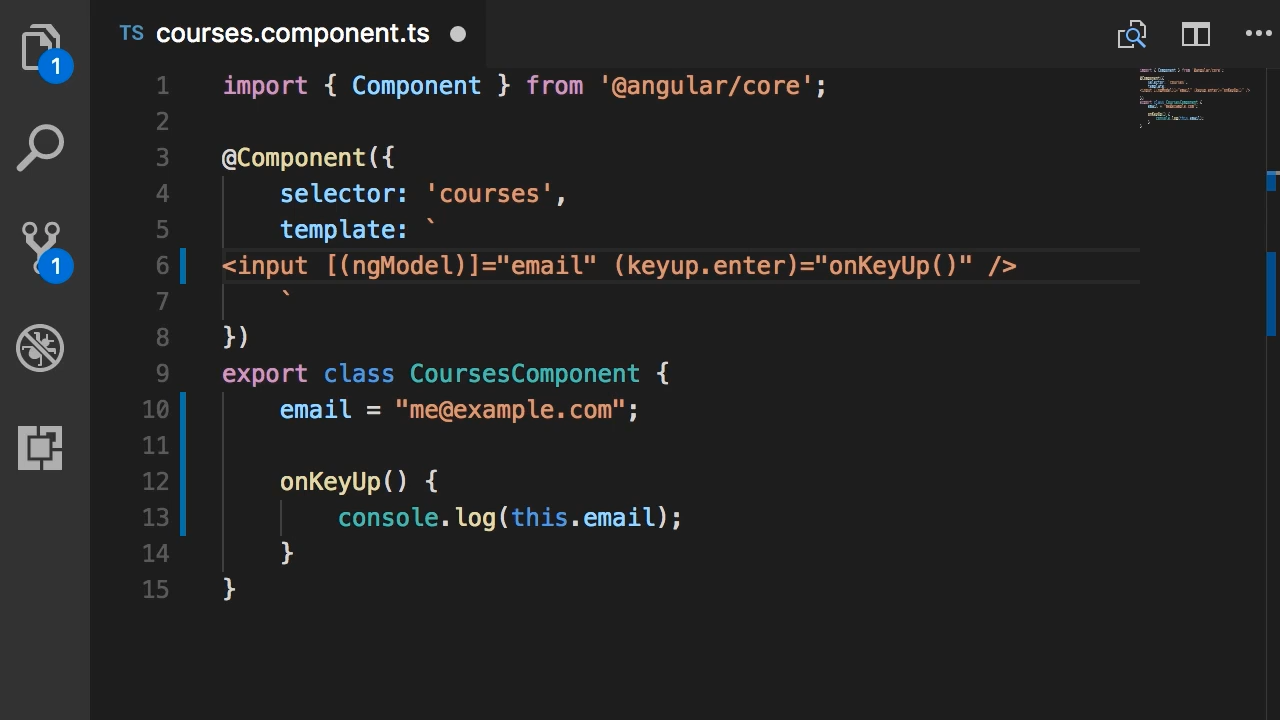 TS courses.component.ts
1
1
1 import { Component } from '@angular/core';
2
3 @Component({
4     selector: 'courses',
5     template: `
6 <input [(ngModel)]="email" (keyup.enter)="onKeyUp()" />
7     `
8 })
9 export class CoursesComponent {
10     email = "me@example.com";
11
12     onKeyUp() {
13         console.log(this.email);
14     }
15 }